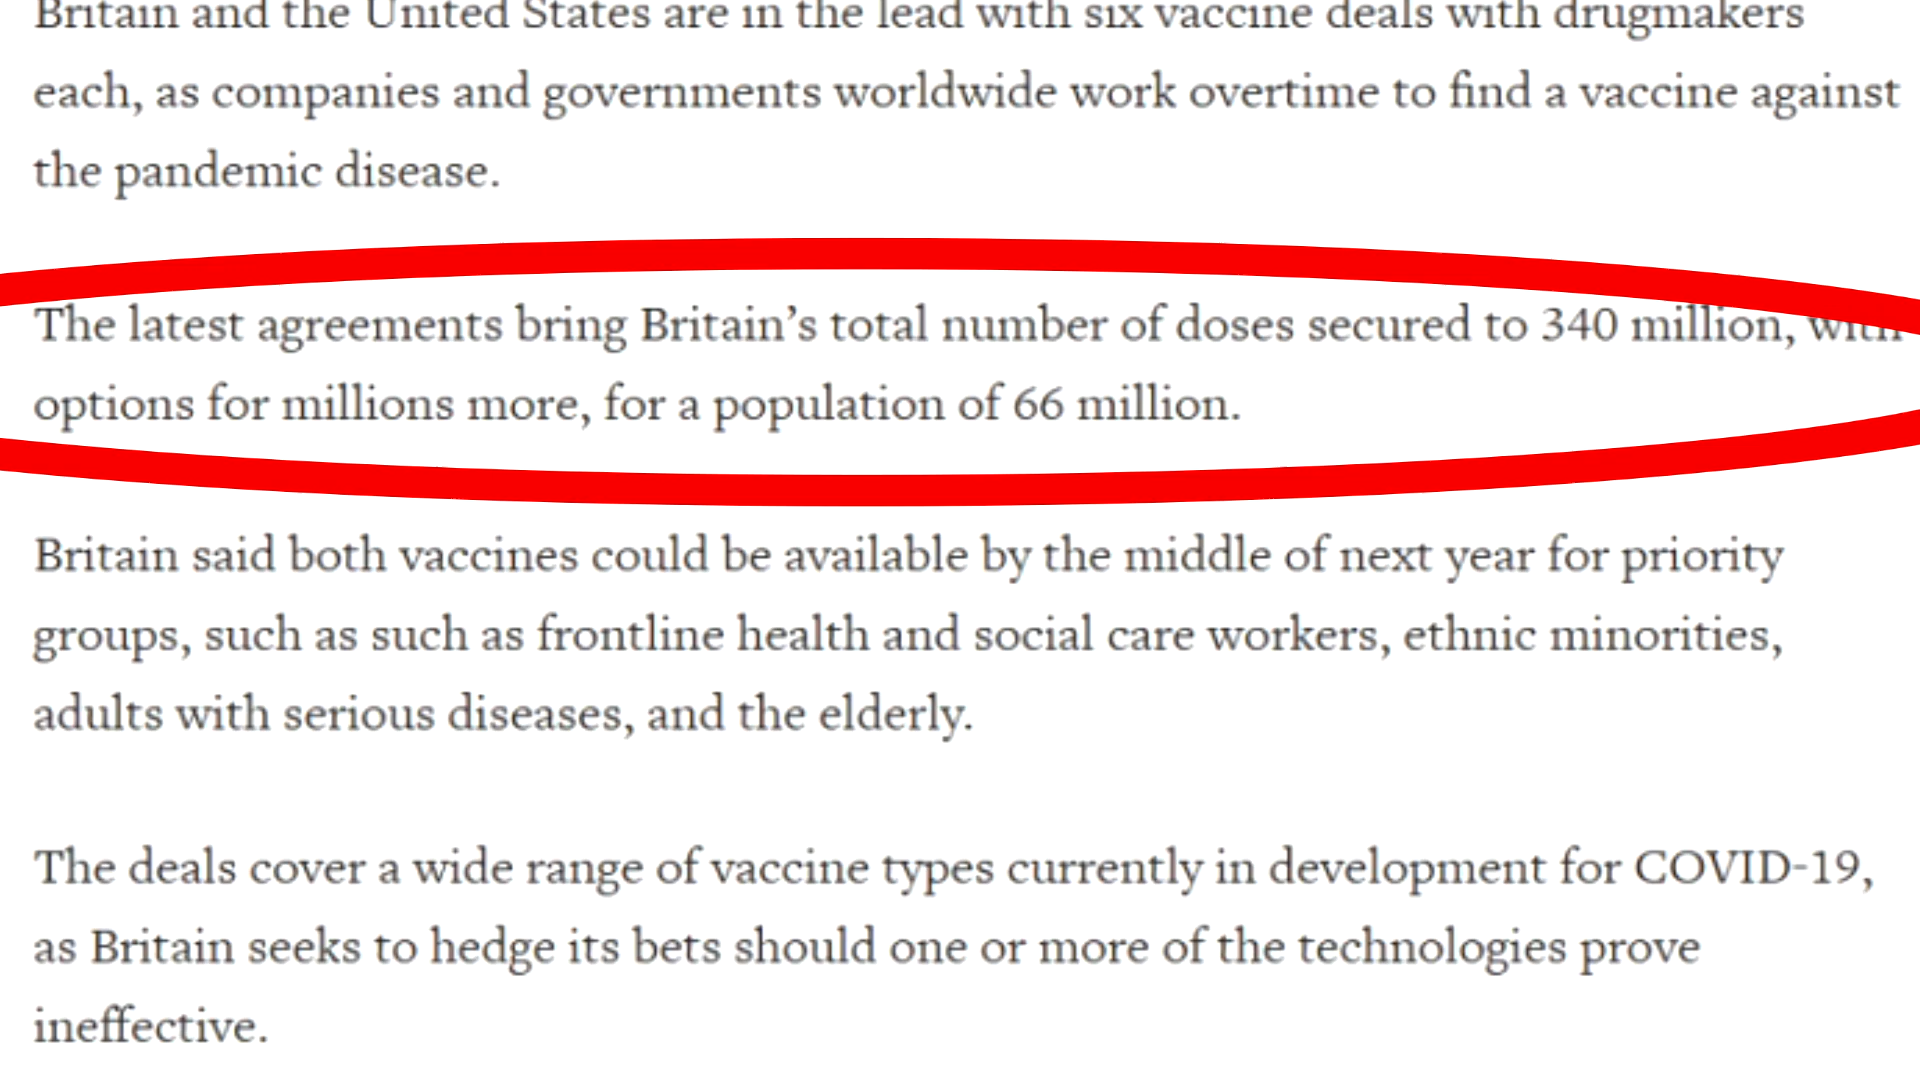 Britain and the United States are in the lead with six vaccine deals with drugmakers
each, as companies and governments worldwide work overtime to find a vaccine against
the pandemic disease.
The latest agreements bring Britain’s total number of doses secured to 340 million, with
options for millions more, for a population of 66 million.
Britain said both vaccines could be available by the middle of next year for priority
groups, such as such as frontline health and social care workers, ethnic minorities,
adults with serious diseases, and the elderly.
The deals cover a wide range of vaccine types currently in development for COVID-19,
as Britain seeks to hedge its bets should one or more of the technologies prove
ineffective.